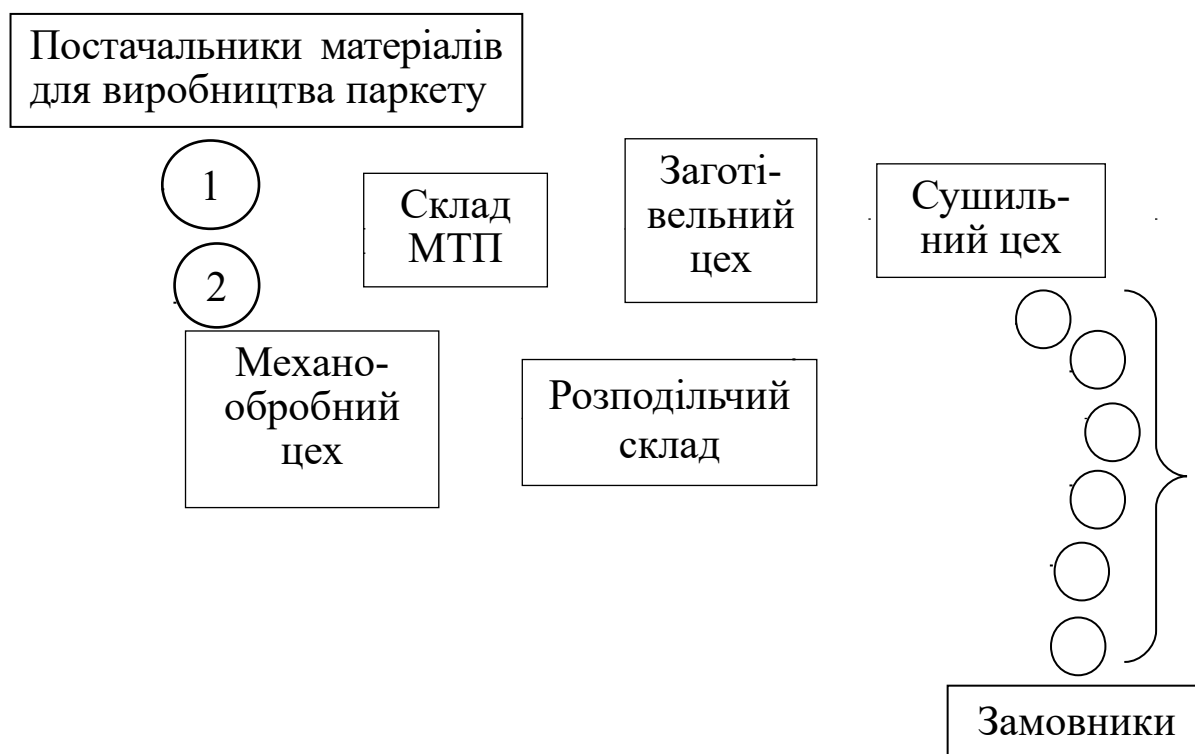 Постачальники матеріалів
для виробництва паркету
1
Склад
МТП
Заготі-
вельний
цех
Сушиль-
ний цех
2
Механо-
обробний
цех
Розподільчий
склад
Замовники